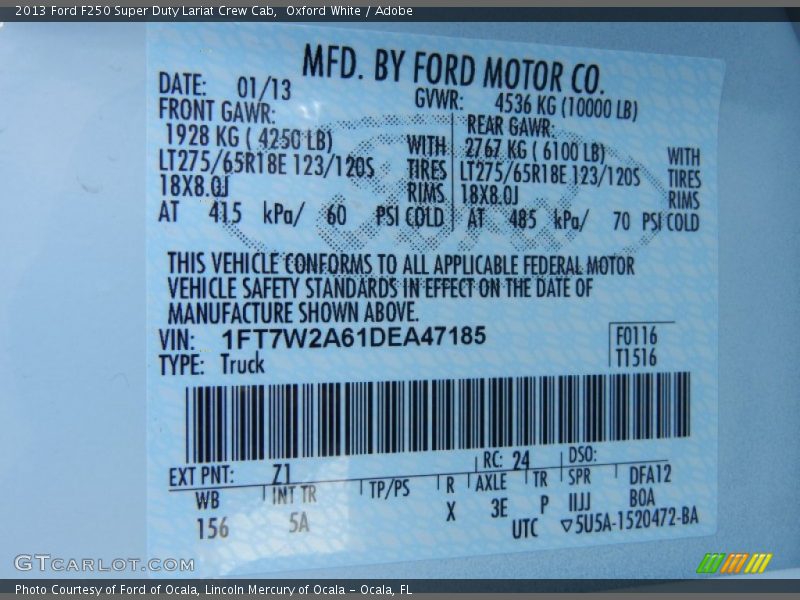 2013 Ford F250 Super Duty Lariat Crew Cab, Oxford White / Adobe
MFD. BY FORD MOTOR CO.
DATE: 01/13 GVWR: 4536 KG (10000 LB)
FRONT GAWR: REAR GAWR:
1928 KG ( 4250 LB) WITH 2767 KG ( 6100 LB) WITH
LT275/65R18E 123/120S TIRES LT275/65R18E 123/120S TIRES
18X8.0J RIMS 18X8.0J RIMS
AT 415 kPa/ 60 PSI COLD AT 485 kPa/ 70 PSI COLD
THIS VEHICLE CONFORMS TO ALL APPLICABLE FEDERAL MOTOR
VEHICLE SAFETY STANDARDS IN EFFECT ON THE DATE OF
MANUFACTURE SHOWN ABOVE.
VIN: 1FT7W2A61DEA47185 F0116
TYPE: Truck T1516
EXT PNT: Z1 RC: 24 DSO:
WB INT TR TP/PS R AXLE TR SPR DFA12
156 5A X 3E P IIJJ BOA
UTC ▽5U5A-1520472-BA
GTCARLOT.COM
Photo Courtesy of Ford of Ocala, Lincoln Mercury of Ocala - Ocala, FL